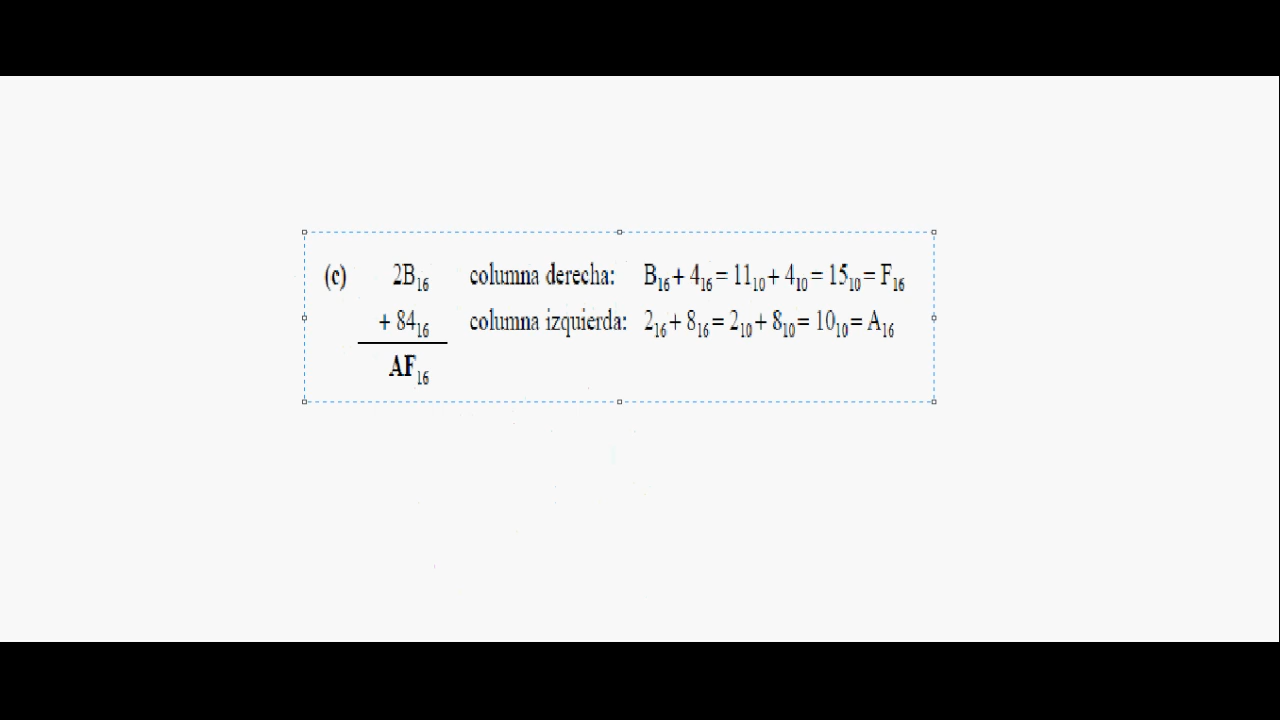 (c) 2B₁₆ columna derecha: B₁₆ + 4₁₆ = 11₁₀ + 4₁₀ = 15₁₀ = F₁₆
+ 84₁₆ columna izquierda: 2₁₆ + 8₁₆ = 2₁₀ + 8₁₀ = 10₁₀ = A₁₆
AF₁₆